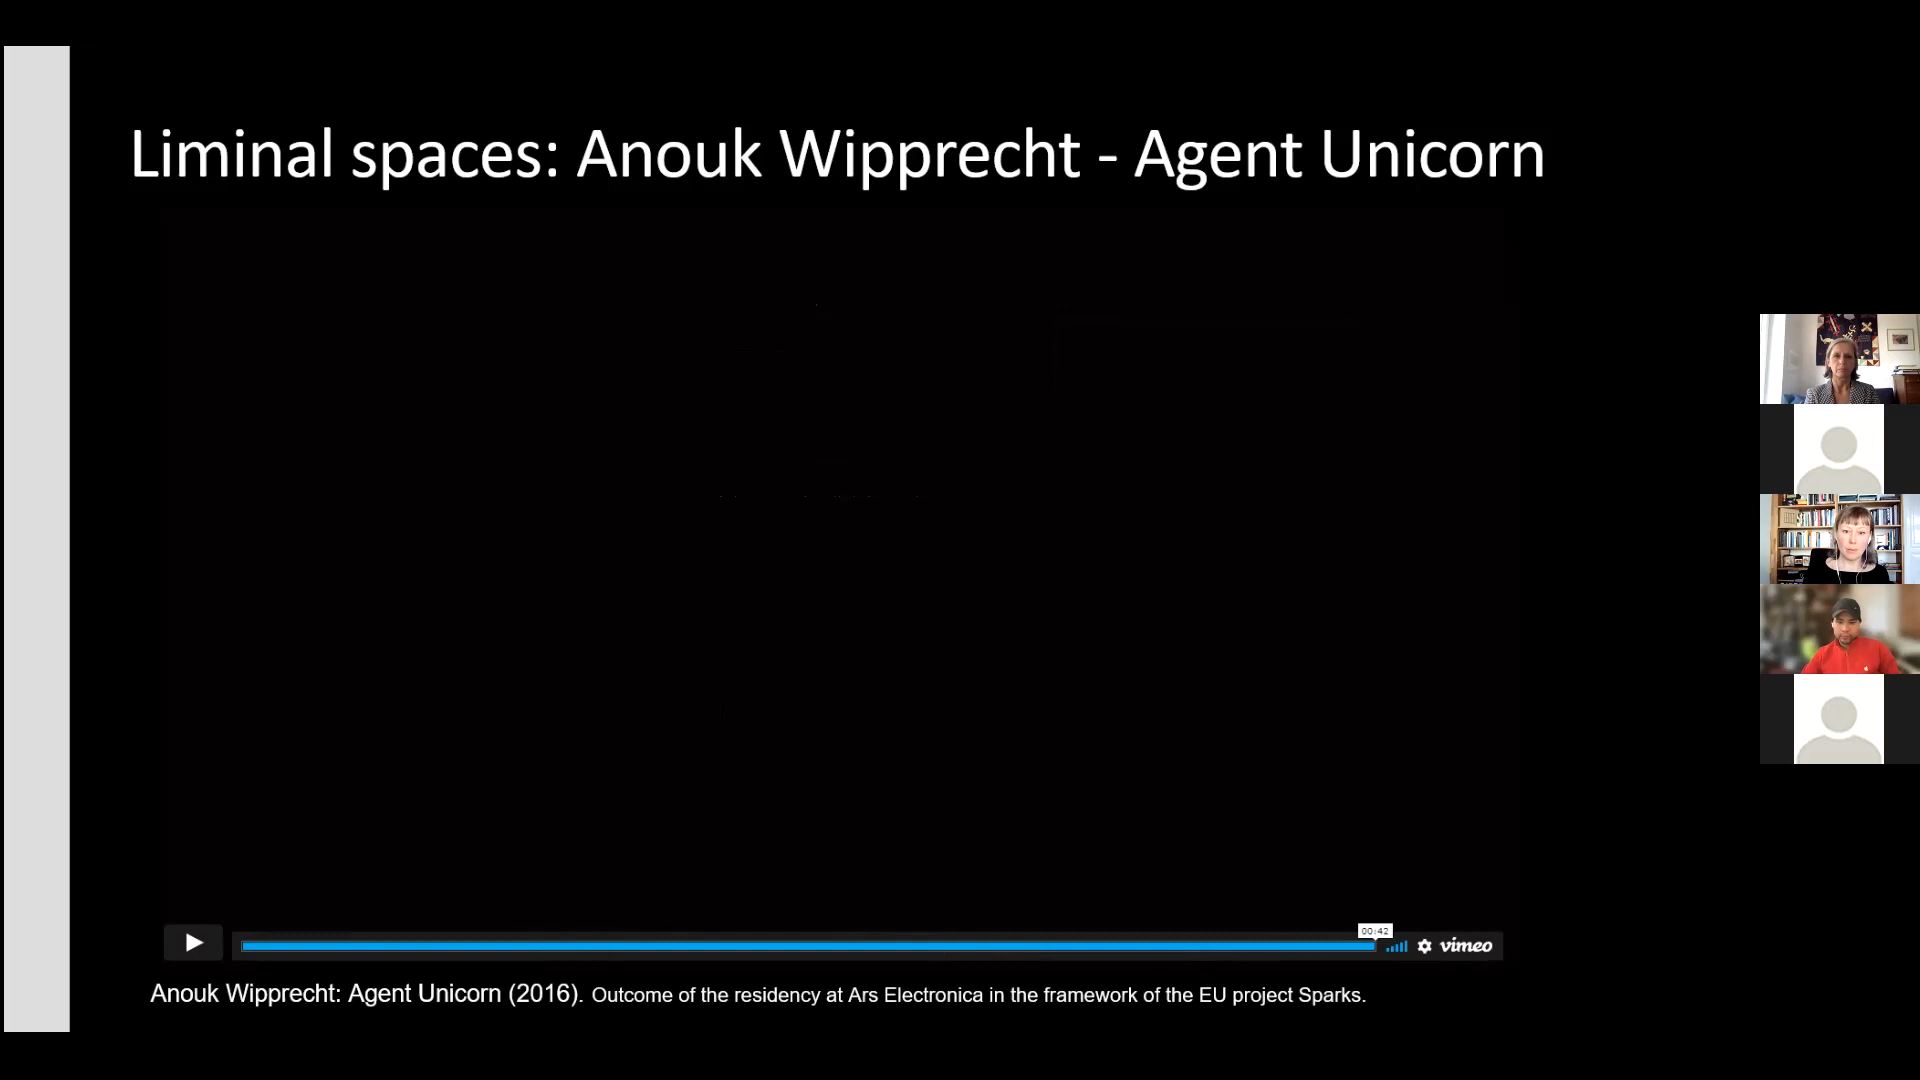 Liminal spaces: Anouk Wipprecht - Agent Unicorn
00:42
vimeo
Anouk Wipprecht: Agent Unicorn (2016). Outcome of the residency at Ars Electronica in the framework of the EU project Sparks.